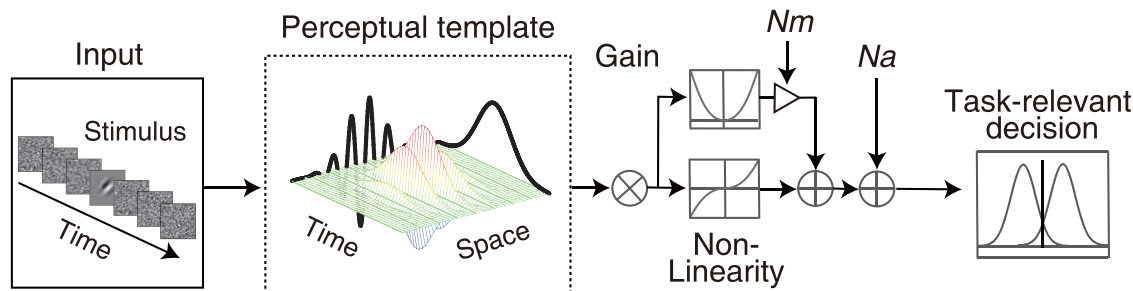 Input
Stimulus
Time
Perceptual template
Time
Space
Gain
Nm
Na
Non-
Linearity
Task-relevant
decision